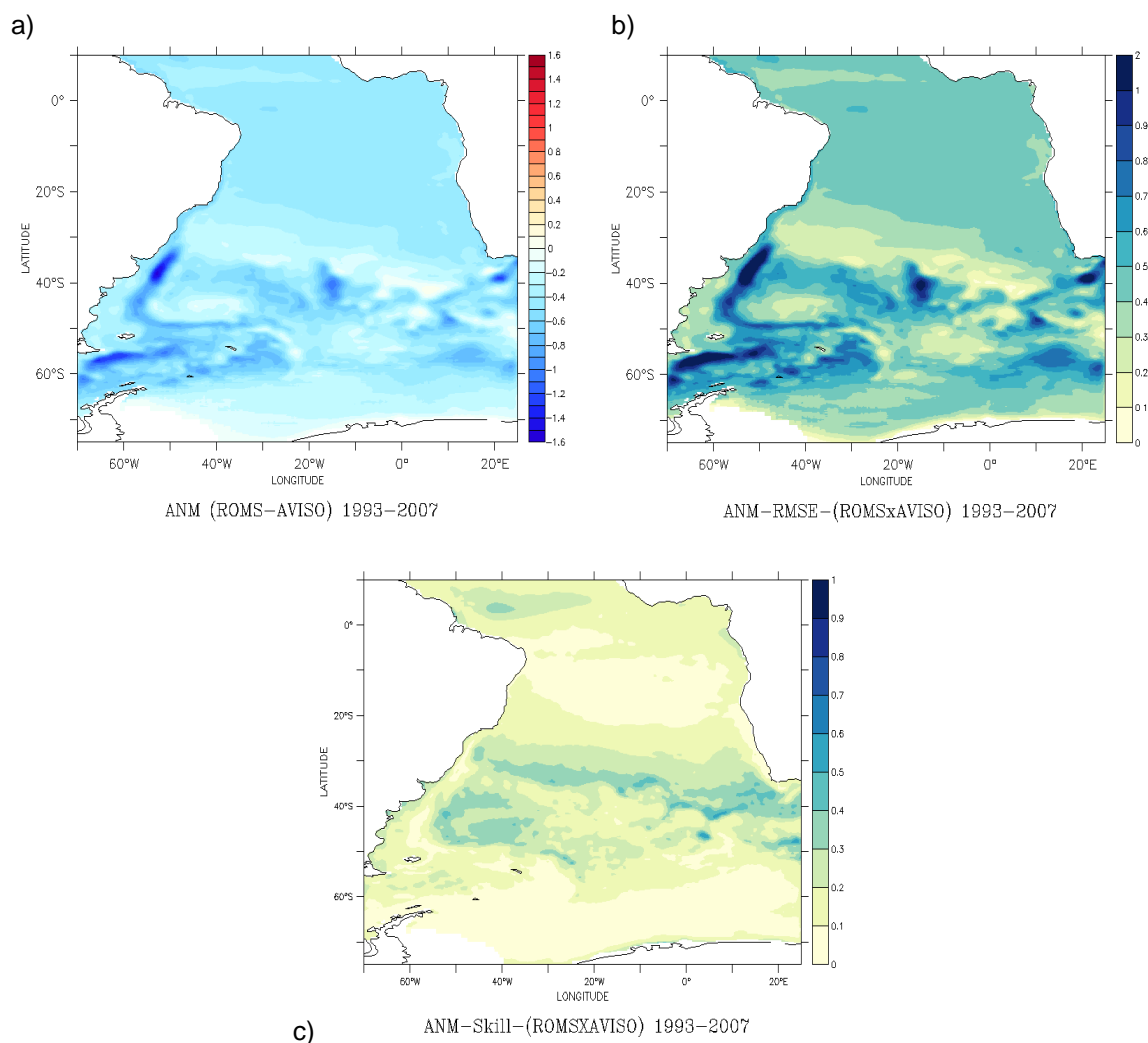 a)
1.6
1.4
1.2
1
0.8
0.6
0.4
0.2
0
-0.2
-0.4
-0.6
-0.8
-1
-1.2
-1.4
-1.6
0°
20°S
40°S
60°S
LATITUDE
60°W
40°W
20°W
0°
20°E
LONGITUDE
ANM (ROMS-AVISO) 1993-2007
b)
2
1
0.9
0.8
0.7
0.6
0.5
0.4
0.3
0.2
0.1
0
0°
20°S
40°S
60°S
LATITUDE
60°W
40°W
20°W
0°
20°E
LONGITUDE
ANM-RMSE-(ROMSxAVISO) 1993-2007
1
0.9
0.8
0.7
0.6
0.5
0.4
0.3
0.2
0.1
0
0°
20°S
40°S
60°S
LATITUDE
60°W
40°W
20°W
0°
20°E
LONGITUDE
c)
ANM-Skill-(ROMSXAVISO) 1993-2007